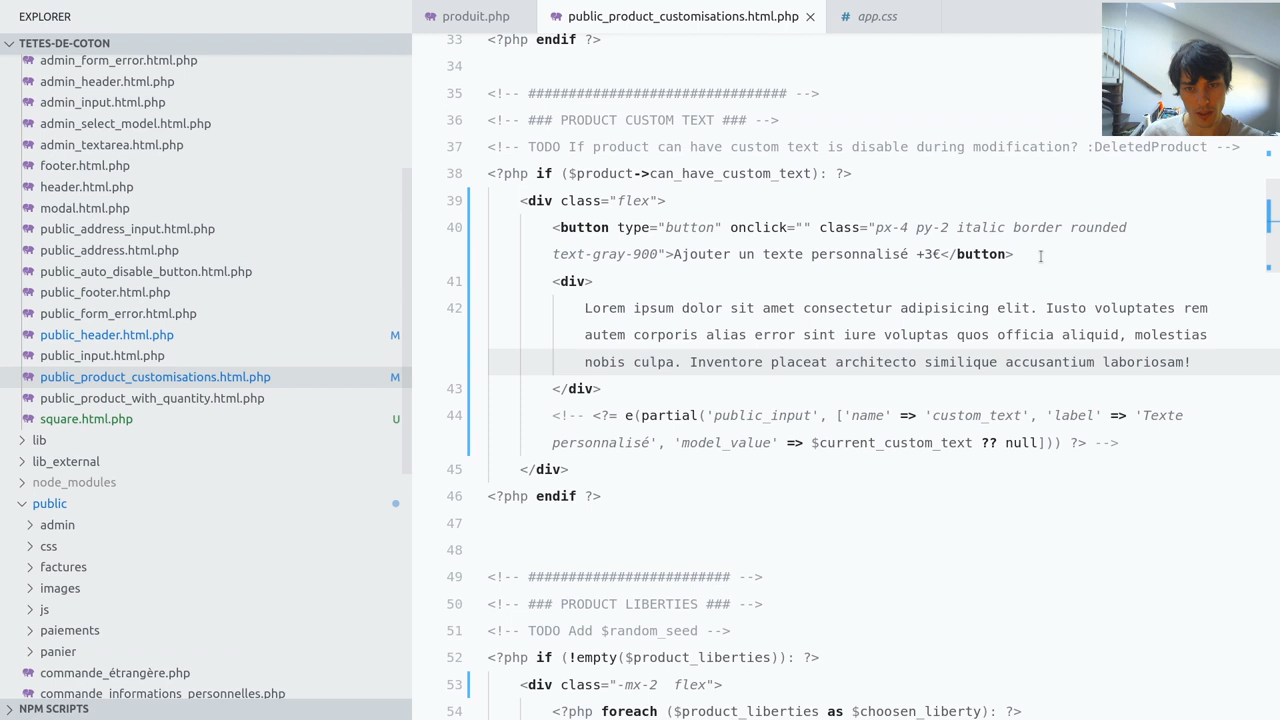 EXPLORER
TETES-DE-COTON
admin_form_error.html.php
admin_header.html.php
admin_input.html.php
admin_select_model.html.php
admin_textarea.html.php
footer.html.php
header.html.php
modal.html.php
public_address_input.html.php
public_address.html.php
public_auto_disable_button.html.php
public_footer.html.php
public_form_error.html.php
public_header.html.php M
public_input.html.php
public_product_customisations.html.php M
public_product_with_quantity.html.php
square.html.php U
lib
lib_external
node_modules
public
admin
css
factures
images
js
paiements
panier
commande_étrangère.php
commande_informations_personnelles.php
NPM SCRIPTS
produit.php public_product_customisations.html.php app.css
33 <?php endif ?>
34
35 <!-- ################################ -->
36 <!-- ### PRODUCT CUSTOM TEXT ### -->
37 <!-- TODO If product can have custom text is disable during modification? :DeletedProduct -->
38 <?php if ($product->can_have_custom_text): ?>
39 <div class="flex">
40 <button type="button" onclick="" class="px-4 py-2 italic border rounded
text-gray-900">Ajouter un texte personnalisé +3€</button>
41 <div>
42 Lorem ipsum dolor sit amet consectetur adipisicing elit. Iusto voluptates rem
autem corporis alias error sint iure voluptas quos officia aliquid, molestias
nobis culpa. Inventore placeat architecto similique accusantium laboriosam!
43 </div>
44 <!-- <?= e(partial('public_input', ['name' => 'custom_text', 'label' => 'Texte
personnalisé', 'model_value' => $current_custom_text ?? null])) ?> -->
45 </div>
46 <?php endif ?>
47
48
49 <!-- ######################### -->
50 <!-- ### PRODUCT LIBERTIES ### -->
51 <!-- TODO Add $random_seed -->
52 <?php if (!empty($product_liberties)): ?>
53 <div class="-mx-2  flex">
54 <?php foreach ($product_liberties as $choosen_liberty): ?>